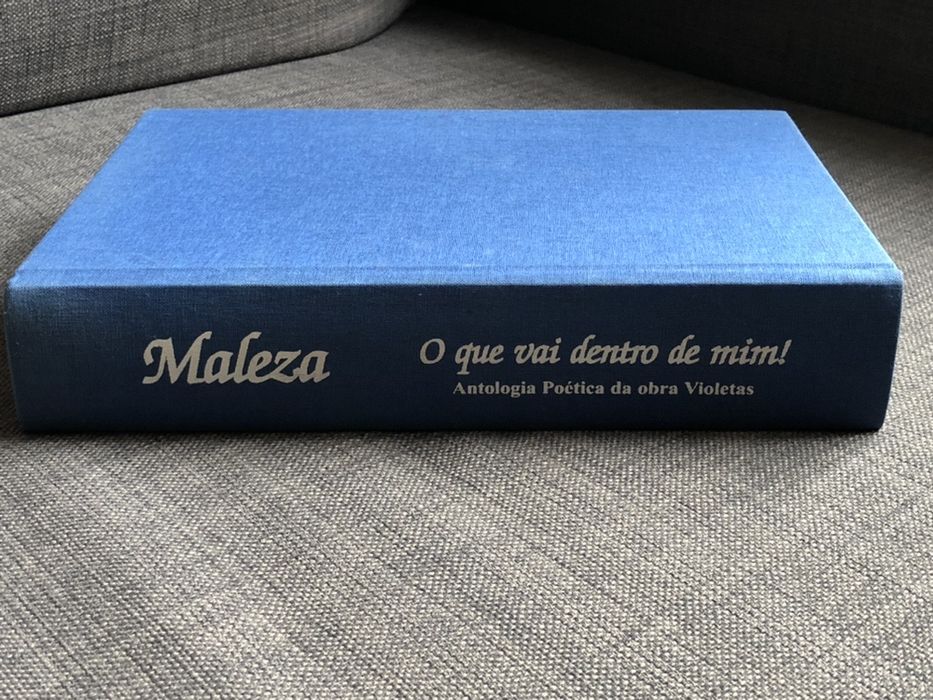 Maleza
O que vai dentro de mim!
Antologia Poética da obra Violetas